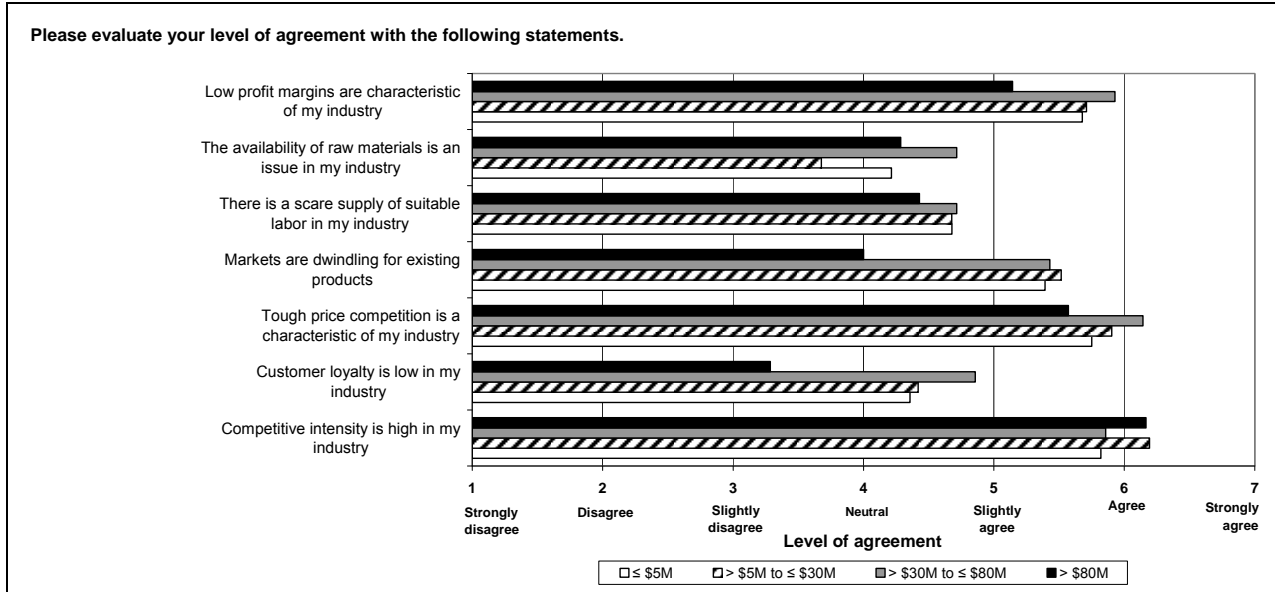 Please evaluate your level of agreement with the following statements.
Low profit margins are characteristic
of my industry
The availability of raw materials is an
issue in my industry
There is a scare supply of suitable
labor in my industry
Markets are dwindling for existing
products
Tough price competition is a
characteristic of my industry
Customer loyalty is low in my
industry
Competitive intensity is high in my
industry
1 2 3 4 5 6 7
Strongly
disagree
Disagree
Slightly
disagree
Neutral
Slightly
agree
Agree
Strongly
agree
Level of agreement
≤ $5M > $5M to ≤ $30M > $30M to ≤ $80M > $80M